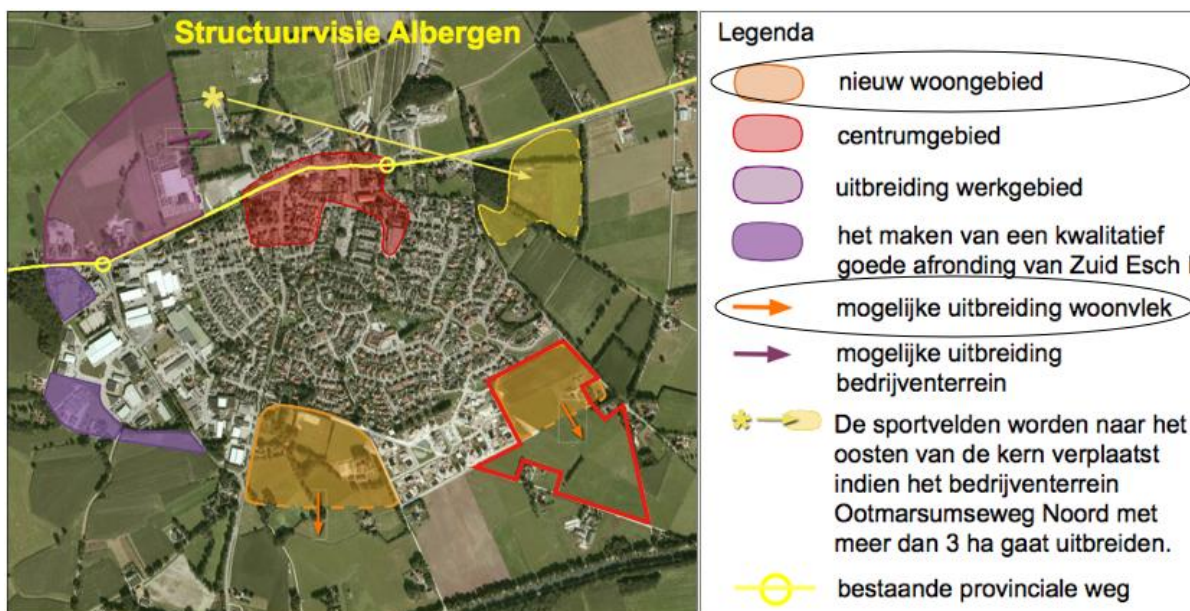 Structuurvisie Albergen
Legenda
nieuw woongebied
centrumgebied
uitbreiding werkgebied
het maken van een kwalitatief
goede afronding van Zuid Esch
mogelijke uitbreiding woonvlek
mogelijke uitbreiding
bedrijventerrein
De sportvelden worden naar het
oosten van de kern verplaatst
indien het bedrijventerrein
Ootmarsumseweg Noord met
meer dan 3 ha gaat uitbreiden.
bestaande provinciale weg